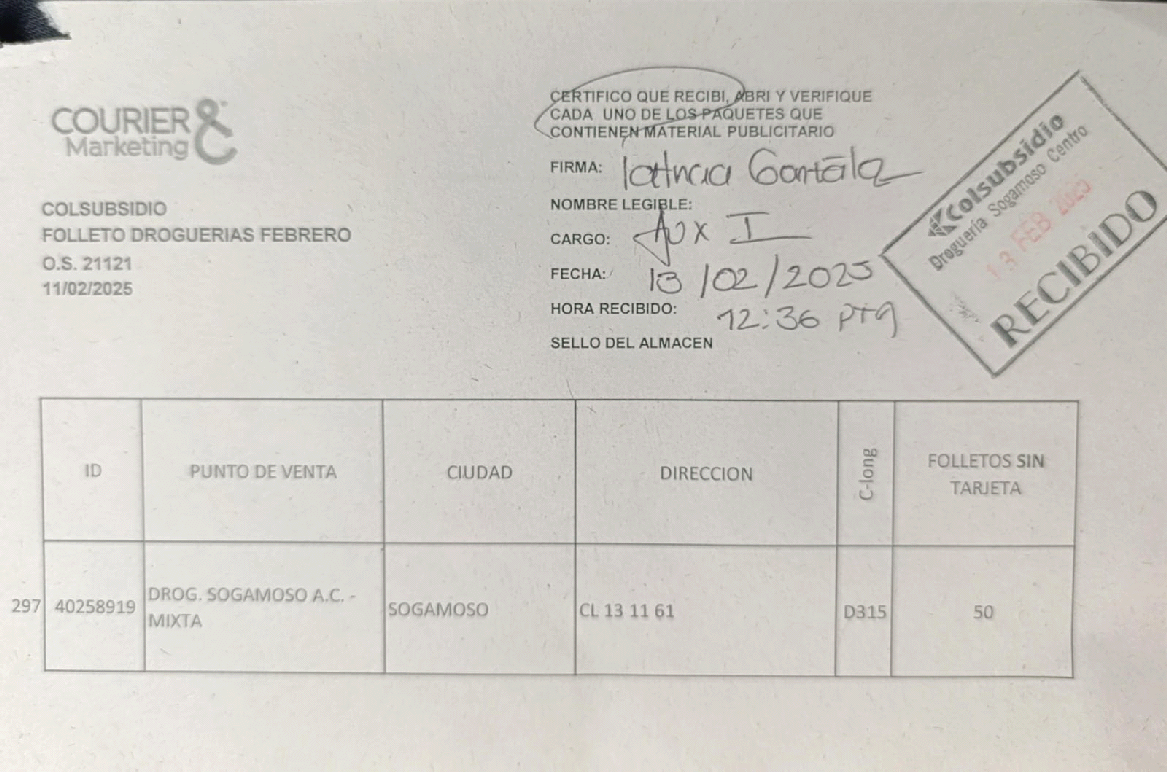 COURIER &
Marketing
COLSUBSIDIO
FOLLETO DROGUERIAS FEBRERO
O.S. 21121
11/02/2025
CERTIFICO QUE RECIBI, ABRI Y VERIFIQUE
CADA UNO DE LOS PAQUETES QUE
CONTIENEN MATERIAL PUBLICITARIO
FIRMA:
NOMBRE LEGIBLE:
CARGO: Aux I
FECHA: 13/02/2025
HORA RECIBIDO: 12:36
SELLO DEL ALMACEN
Colsubsidio
Droguería Sogamoso Centro
13 FEB 2025
RECIBIDO
ID PUNTO DE VENTA CIUDAD DIRECCION C-long FOLLETOS SIN
TARJETA
297 40258919 DROG. SOGAMOSO A.C. -
MIXTA SOGAMOSO CL 13 11 61 D315 50